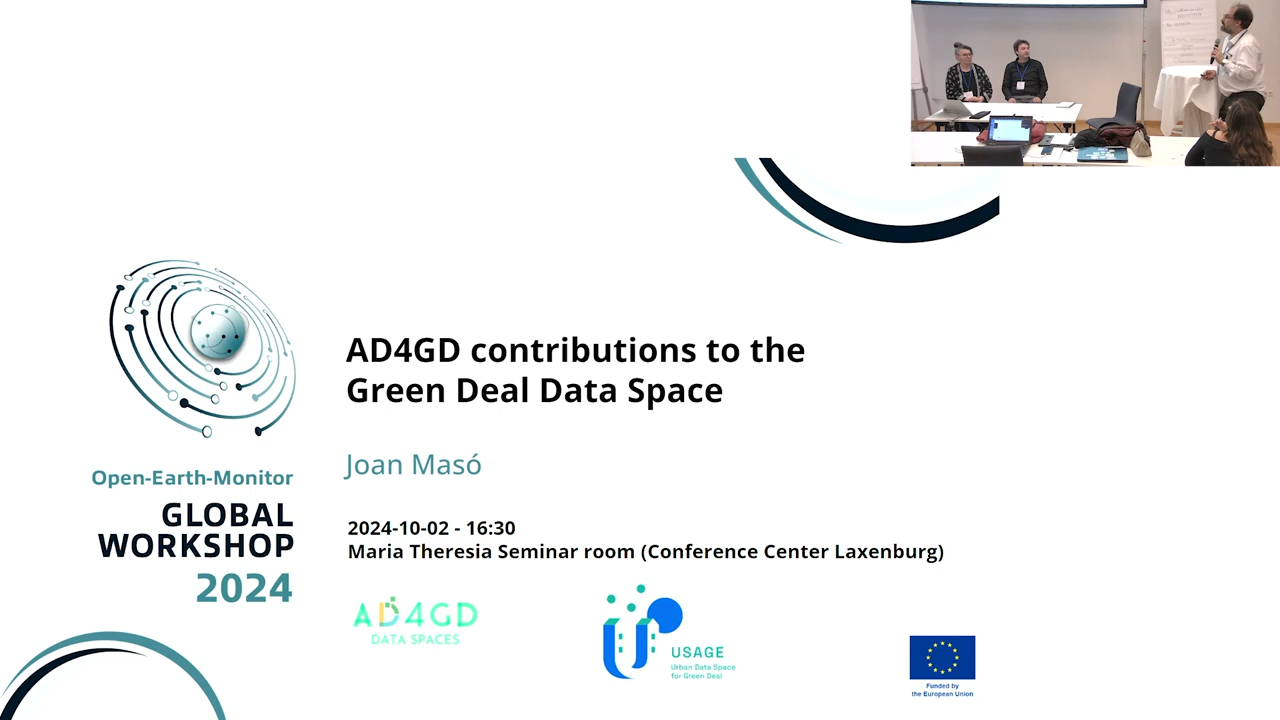 AD4GD contributions to the
Green Deal Data Space
Joan Masó
Open-Earth-Monitor
GLOBAL
WORKSHOP
2024
2024-10-02 - 16:30
Maria Theresia Seminar room (Conference Center Laxenburg)
AD4GD
DATA SPACES
USAGE
Urban Data Space
for Green Deal
Funded by
the European Union